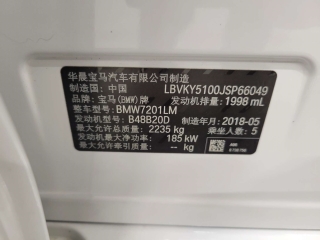 华晨宝马汽车有限公司制造
制造国：中国 LBVKY5100JSP66049
品牌：宝马(BMW)牌 发动机排量：1998 mL
整车型号：BMW7201LM
发动机型号：B48B20D 制造年月：2018-05
最大允许总质量：2235 kg 乘坐人数：5
发动机最大净功率：185 kW
最大允许牵引质量：-- kg